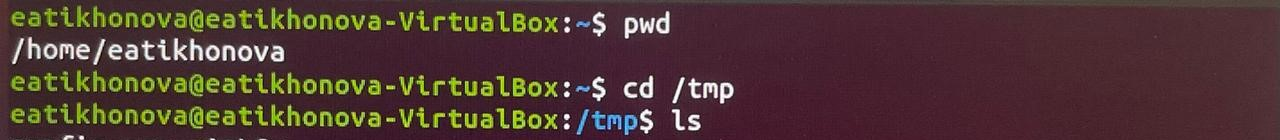 eatikhonova@eatikhonova-VirtualBox:~$ pwd
/home/eatikhonova
eatikhonova@eatikhonova-VirtualBox:~$ cd /tmp
eatikhonova@eatikhonova-VirtualBox:/tmp$ ls